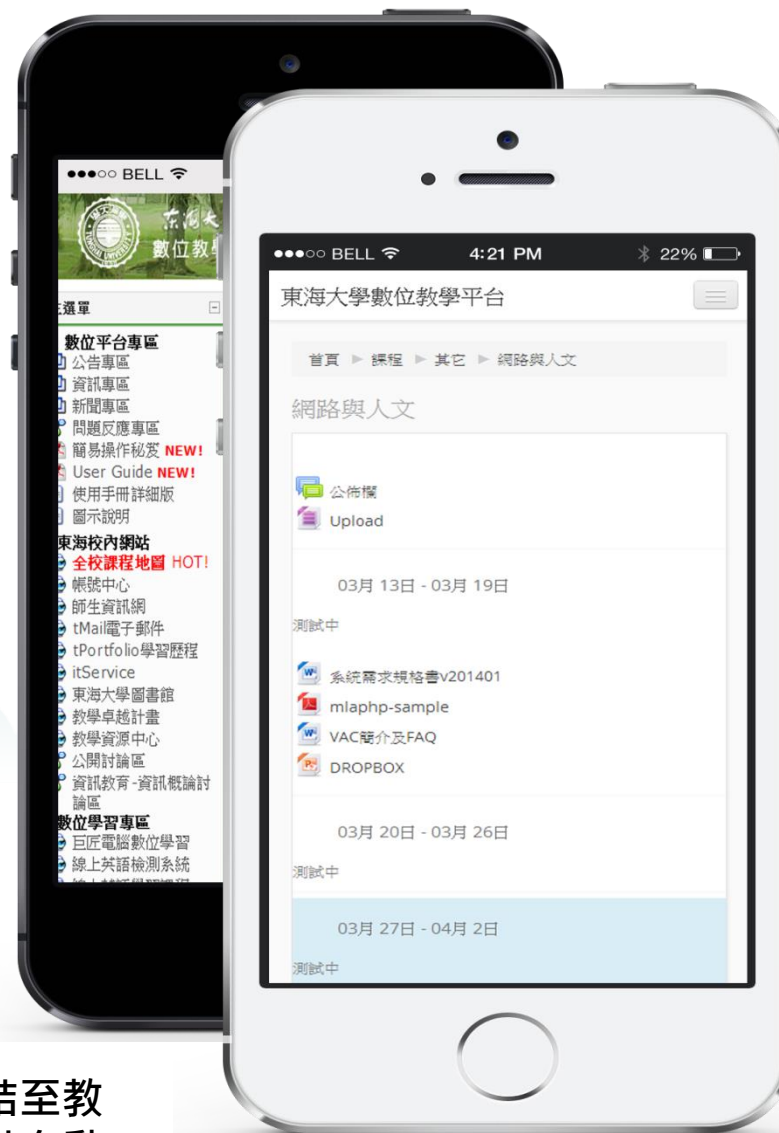 ●●●○○ BELL
東海大
數位教
選單
數位平台專區
公告專區
資訊專區
新聞專區
問題反應專區
簡易操作秘笈 NEW!
User Guide NEW!
使用手冊詳細版
圖示說明
東海校內網站
全校課程地圖 HOT!
帳號中心
師生資訊網
tMail電子郵件
tPortfolio學習歷程
itService
東海大學圖書館
教學卓越計畫
教學資源中心
公開討論區
資訊教育-資訊概論討
論區
數位學習專區
巨匠電腦數位學習
線上英語檢測系統
●●●○○ BELL 4:21 PM 22%
東海大學數位教學平台
首頁 ► 課程 ► 其它 ► 網路與人文
網路與人文
公佈欄
Upload
03月 13日 - 03月 19日
測試中
系統需求規格書v201401
mlaphp-sample
VAC簡介及FAQ
DROPBOX
03月 20日 - 03月 26日
測試中
03月 27日 - 04月 2日
測試中
結至教